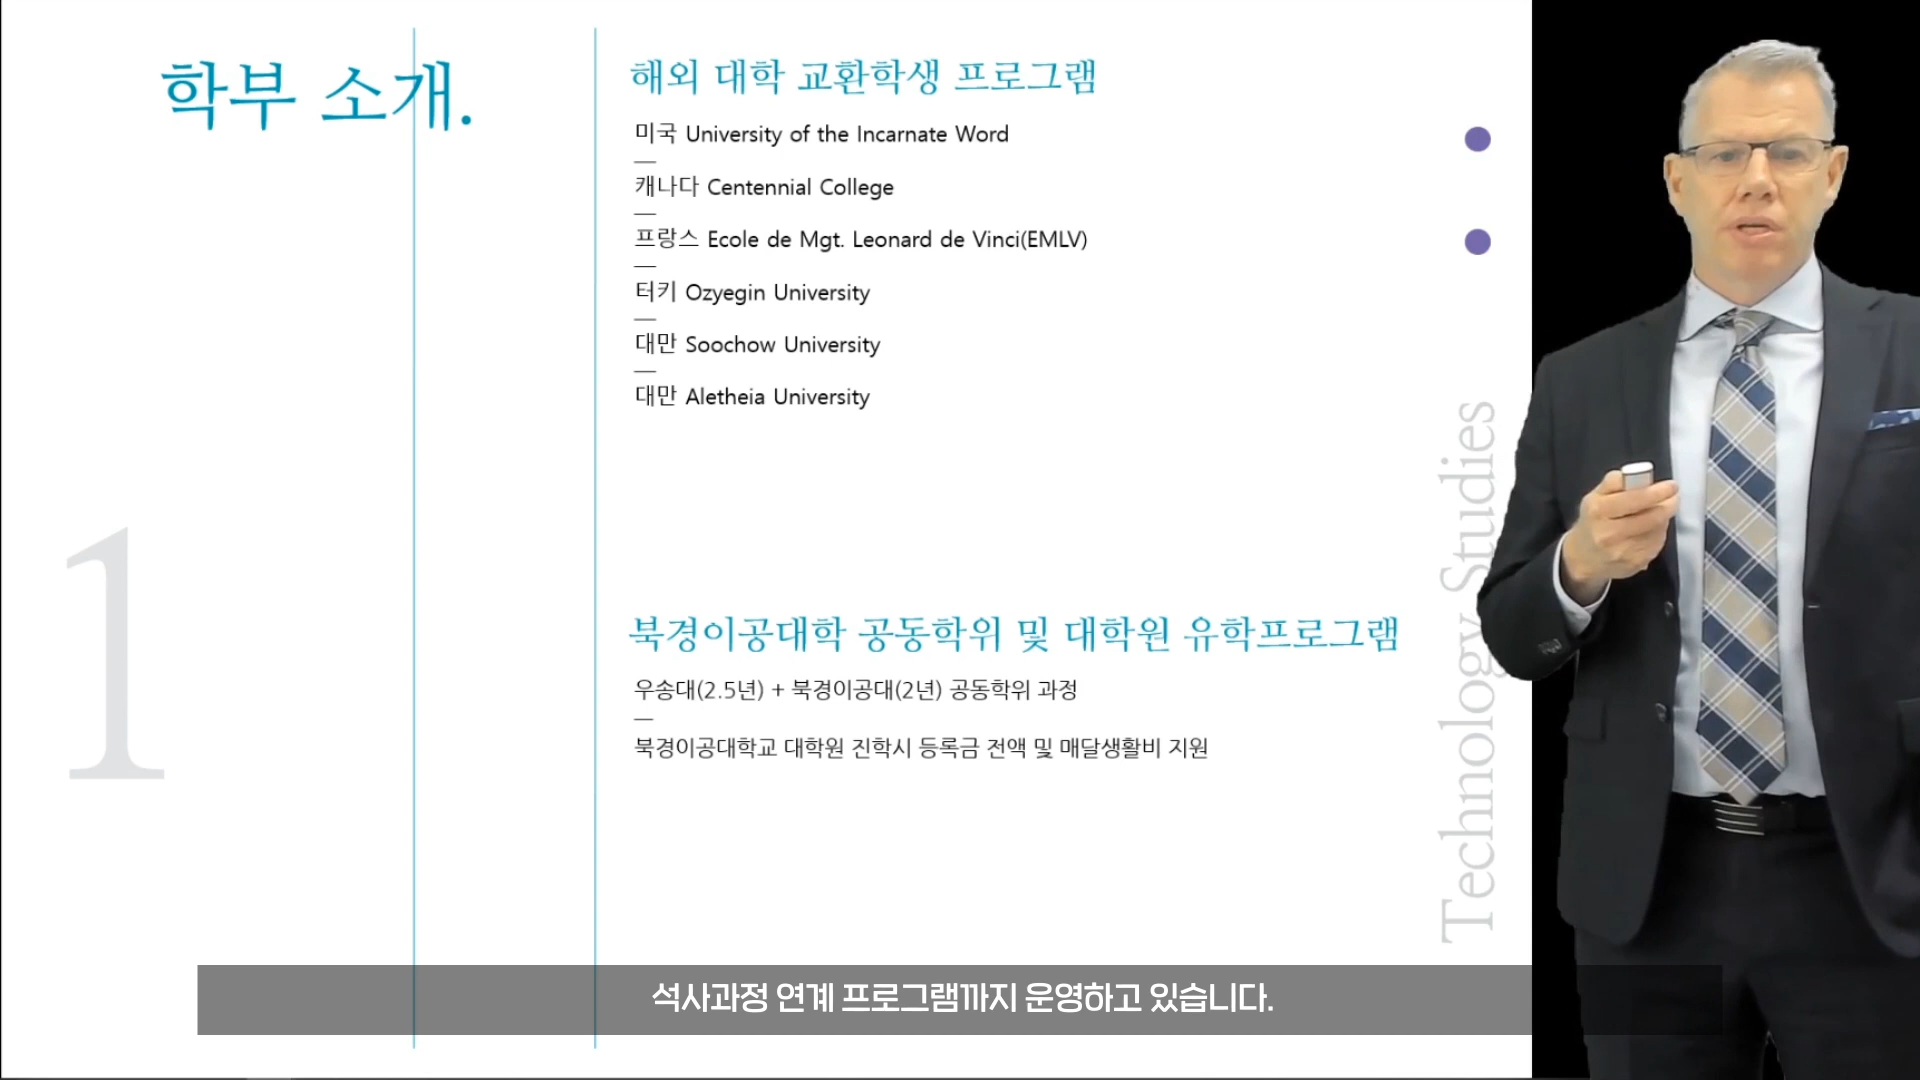 학부 소개.
해외 대학 교환학생 프로그램
미국 University of the Incarnate Word
캐나다 Centennial College
프랑스 Ecole de Mgt. Leonard de Vinci(EMLV)
터키 Ozyegin University
대만 Soochow University
대만 Aletheia University
1
북경이공대학 공동학위 및 대학원 유학프로그램
우송대(2.5년) + 북경이공대(2년) 공동학위 과정
북경이공대학교 대학원 진학시 등록금 전액 및 매달생활비 지원
Technology Studies
석사과정 연계 프로그램까지 운영하고 있습니다.